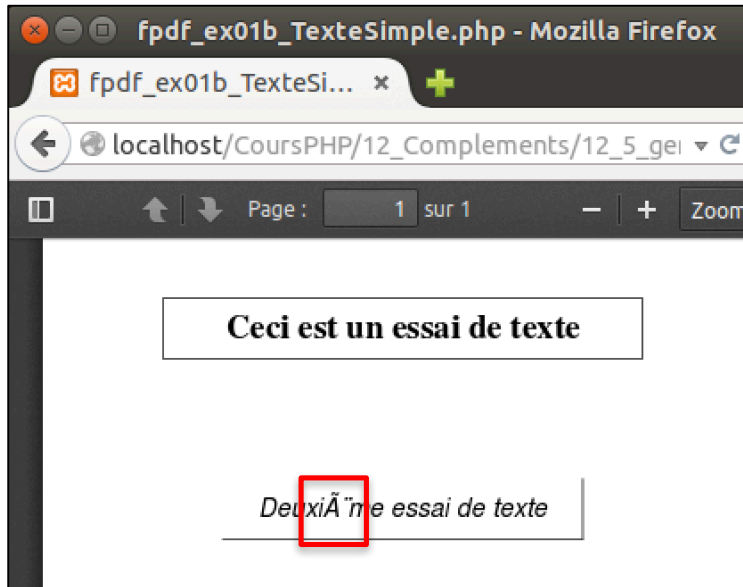 fpdf_ex01b_TexteSimple.php - Mozilla Firefox
fpdf_ex01b_TexteSi...
localhost/CoursPHP/12_Complements/12_5_ge
Page : 1 sur 1 Zoom
Ceci est un essai de texte
DeuxiÃ¨me essai de texte